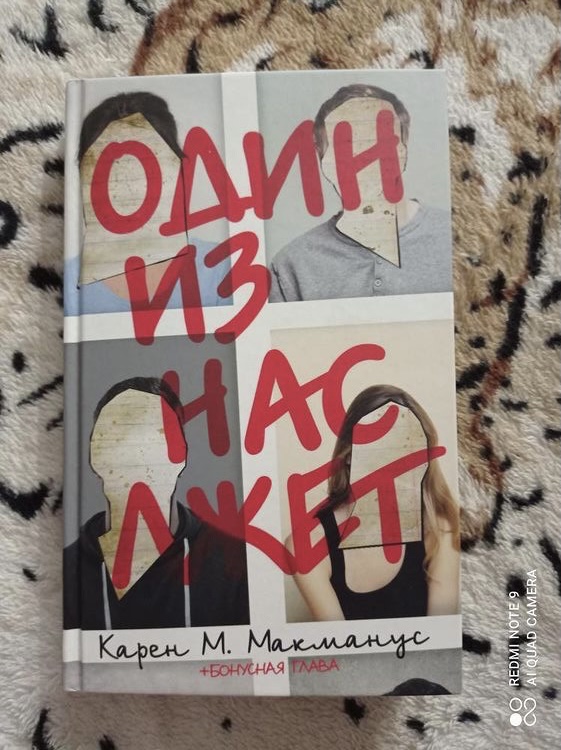 ОДИН
ИЗ
НАС
ЛЖЕТ
Карен М. Макманус
+БОНУСНАЯ ГЛАВА
REDMI NOTE 9
AI QUAD CAMERA